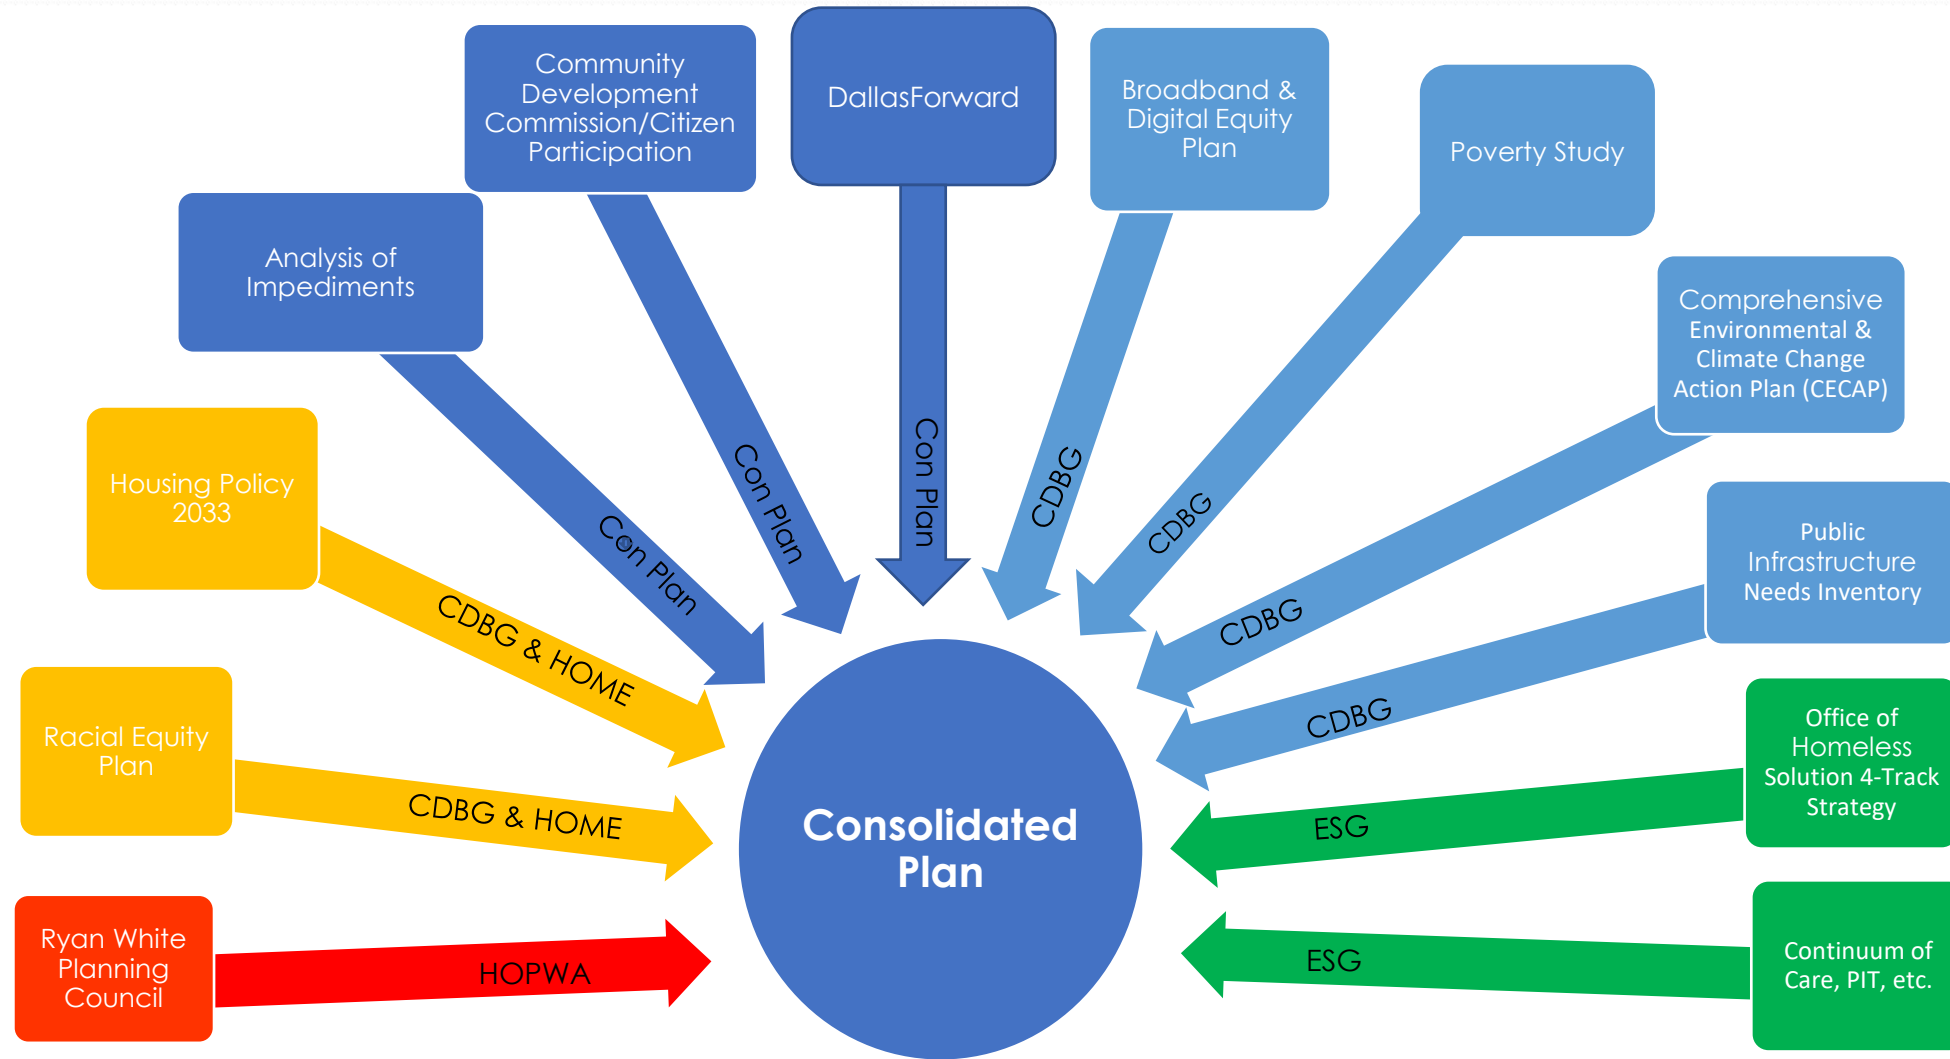 Community
Development
Commission/Citizen
Participation
DallasForward
Broadband &
Digital Equity
Plan
Poverty Study
Analysis of
Impediments
Comprehensive
Environmental &
Climate Change
Action Plan (CECAP)
Housing Policy
2033
Public
Infrastructure
Needs Inventory
Racial Equity
Plan
Office of
Homeless
Solution 4-Track
Strategy
Ryan White
Planning
Council
Continuum of
Care, PIT, etc.
Con Plan
Con Plan
Con Plan
CDBG
CDBG
CDBG
CDBG
CDBG & HOME
CDBG & HOME
HOPWA
ESG
ESG
Consolidated
Plan